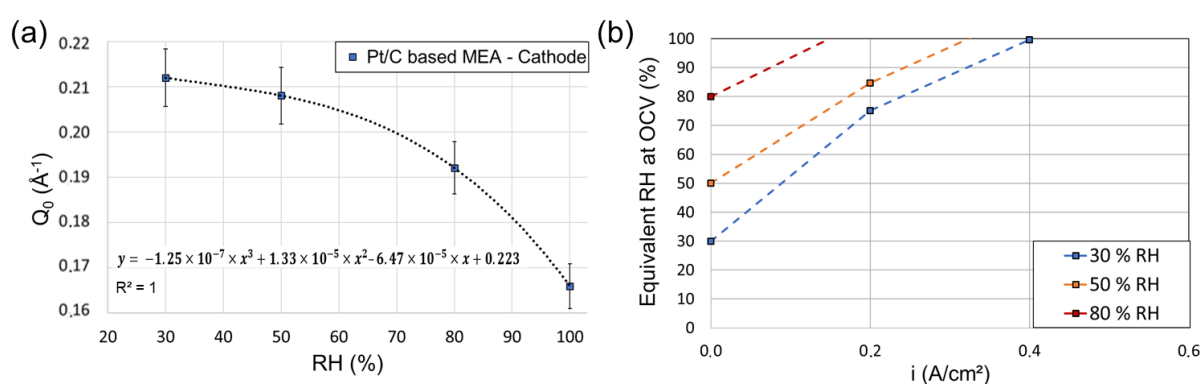 (a)
0.22
0.21
0.20
0.19
0.18
0,17
0,16
Q₀ (Å⁻¹)
Pt/C based MEA - Cathode
y = −1.25 × 10⁻⁷ × x³ + 1.33 × 10⁻⁵ × x² – 6.47 × 10⁻⁵ × x + 0.223
R² = 1
20 30 40 50 60 70 80 90 100
RH (%)
(b)
100
90
80
70
60
50
40
30
20
10
0
Equivalent RH at OCV (%)
30 % RH
50 % RH
80 % RH
0.0 0.2 0.4 0.6
i (A/cm²)